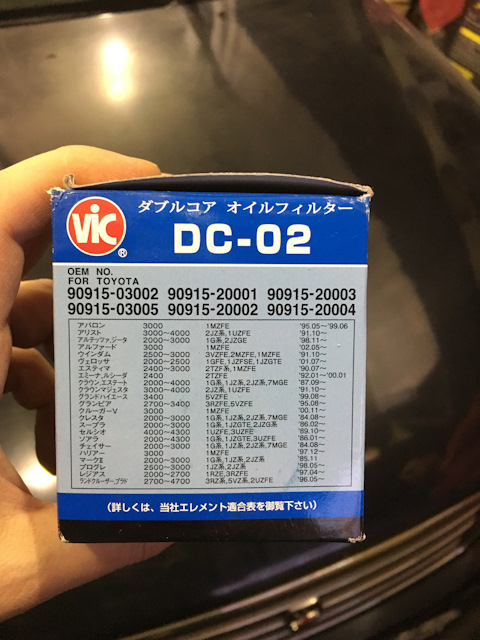 VIC
®
ダブルコア オイルフィルター
DC-02
OEM NO.
FOR TOYOTA
90915-03002 90915-20001 90915-20003
90915-03005 90915-20002 90915-20004
アバロン 3000 1MZFE '95.05〜'99.06
アリスト 3000〜4000 2JZ系,1UZFE '91.10〜
アルテッツァ,ジータ 2000〜3000 1G系,2JZGE '98.11〜
アルファード 3000 1MZFE '02.05〜
ウインダム 2500〜3000 3VZFE,2MZFE,1MZFE '91.10〜
ヴェロッサ 2000〜2500 1GFE,1JZFSE,1JZGTE '01.07〜
エスティマ 2400〜3000 2TZF系,1MZFE '90.07〜
エミーナ,ルシーダ 2400 2TZFE '92.01〜'00.01
クラウン,エステート 2000〜4000 1G系,1JZ系,2JZ系,7MGE '87.09〜
クラウンマジェスタ 3000〜4000 2JZ系,1UZFE '91.10〜
グランドハイエース 3400 5VZFE '99.08〜
グランビア 2700〜3400 3RZFE,5VZFE '95.08〜
クルーガーV 3000 1MZFE '00.11〜
クレスタ 2000〜3000 1G系,1JZ系,2JZ系,7MGE '84.08〜
スープラ 2000〜3000 1G系,1JZGTE,2JZG系 '86.02〜
セルシオ 4000〜4300 1UZFE,3UZFE '89.10〜
ソアラ 2000〜4300 1G系,1JZGTE,3UZFE '86.01〜
チェイサー 2000〜3000 1G系,1JZ系,2JZ系,7MGE '84.08〜
ハリアー 3000 1MZFE '97.12〜
マークⅡ 2000〜3000 1G系,1JZ系,2JZ系 '85.11
プログレ 2500〜3000 1JZ系,2JZ系 '98.05〜
レジアス 2000〜2700 1RZE,3RZFE '97.04〜
ランドクルーザー,プラド 2700〜4700 3RZ系,5VZ系,2UZFE '96.05〜
(詳しくは、当社エレメント適合表を御覧下さい)